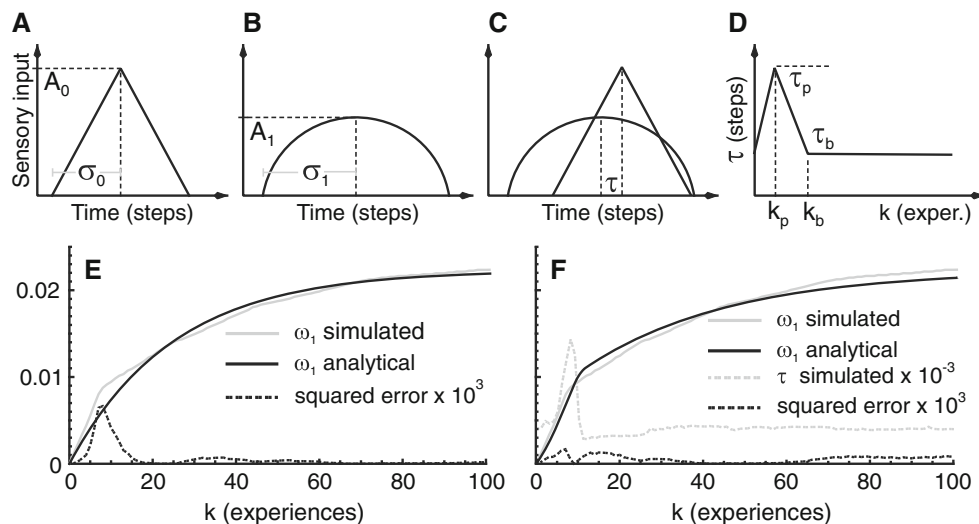 A
Sensory input
A₀
σ₀
Time (steps)
B
A₁
σ₁
Time (steps)
C
τ
Time (steps)
D
τ (steps)
τp
τb
kp
kb
k (exper.)
E
0.02
0.01
0
ω₁ simulated
ω₁ analytical
squared error x 10³
0 20 40 60 80 100
k (experiences)
F
ω₁ simulated
ω₁ analytical
τ simulated x 10⁻³
squared error x 10³
0 20 40 60 80 100
k (experiences)